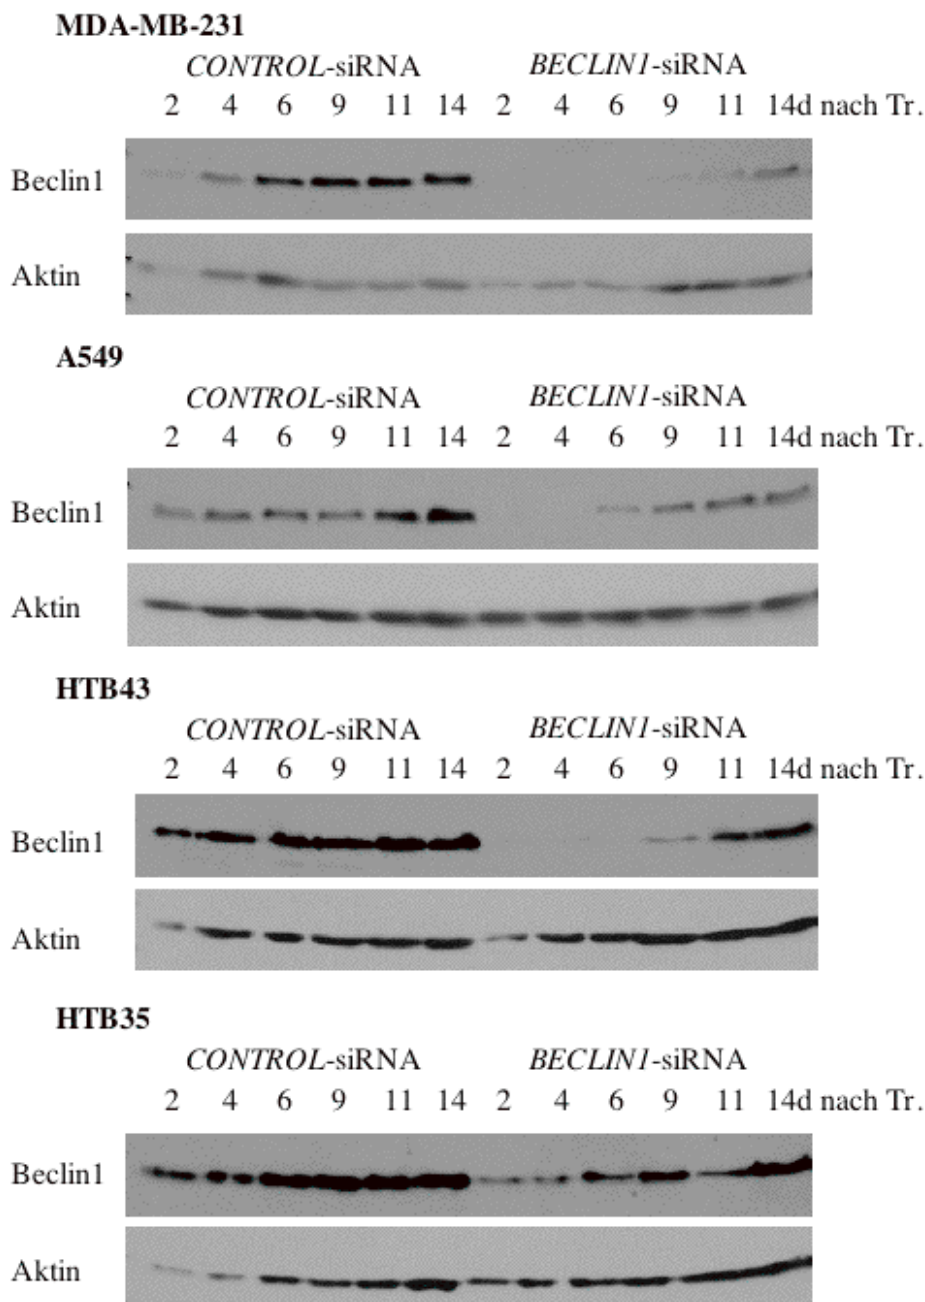 MDA-MB-231
CONTROL-siRNA BECLIN1-siRNA
2 4 6 9 11 14 2 4 6 9 11 14d nach Tr.
Beclin1
Aktin
A549
CONTROL-siRNA BECLIN1-siRNA
2 4 6 9 11 14 2 4 6 9 11 14d nach Tr.
Beclin1
Aktin
HTB43
CONTROL-siRNA BECLIN1-siRNA
2 4 6 9 11 14 2 4 6 9 11 14d nach Tr.
Beclin1
Aktin
HTB35
CONTROL-siRNA BECLIN1-siRNA
2 4 6 9 11 14 2 4 6 9 11 14d nach Tr.
Beclin1
Aktin